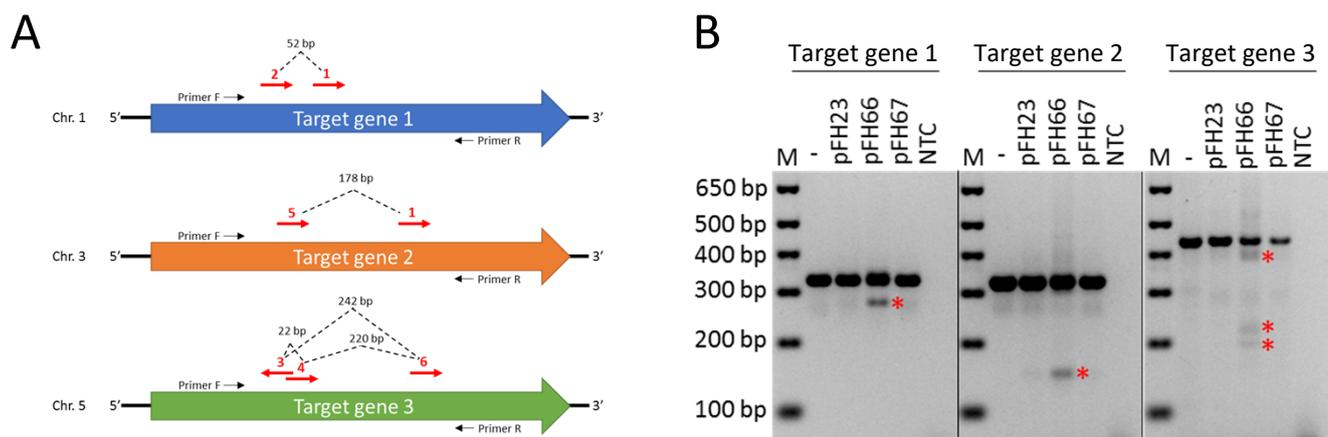 A
52 bp
2 1
Primer F
Chr. 1 5′ Target gene 1 3′
Primer R
178 bp
5 1
Primer F
Chr. 3 5′ Target gene 2 3′
Primer R
242 bp
22 bp
220 bp
3 4 6
Primer F
Chr. 5 5′ Target gene 3 3′
Primer R
B
Target gene 1 Target gene 2 Target gene 3
M - pFH23 pFH66 pFH67 NTC M - pFH23 pFH66 pFH67 NTC M - pFH23 pFH66 pFH67 NTC
650 bp
500 bp
400 bp
*
300 bp
*
*
200 bp
*
*
100 bp